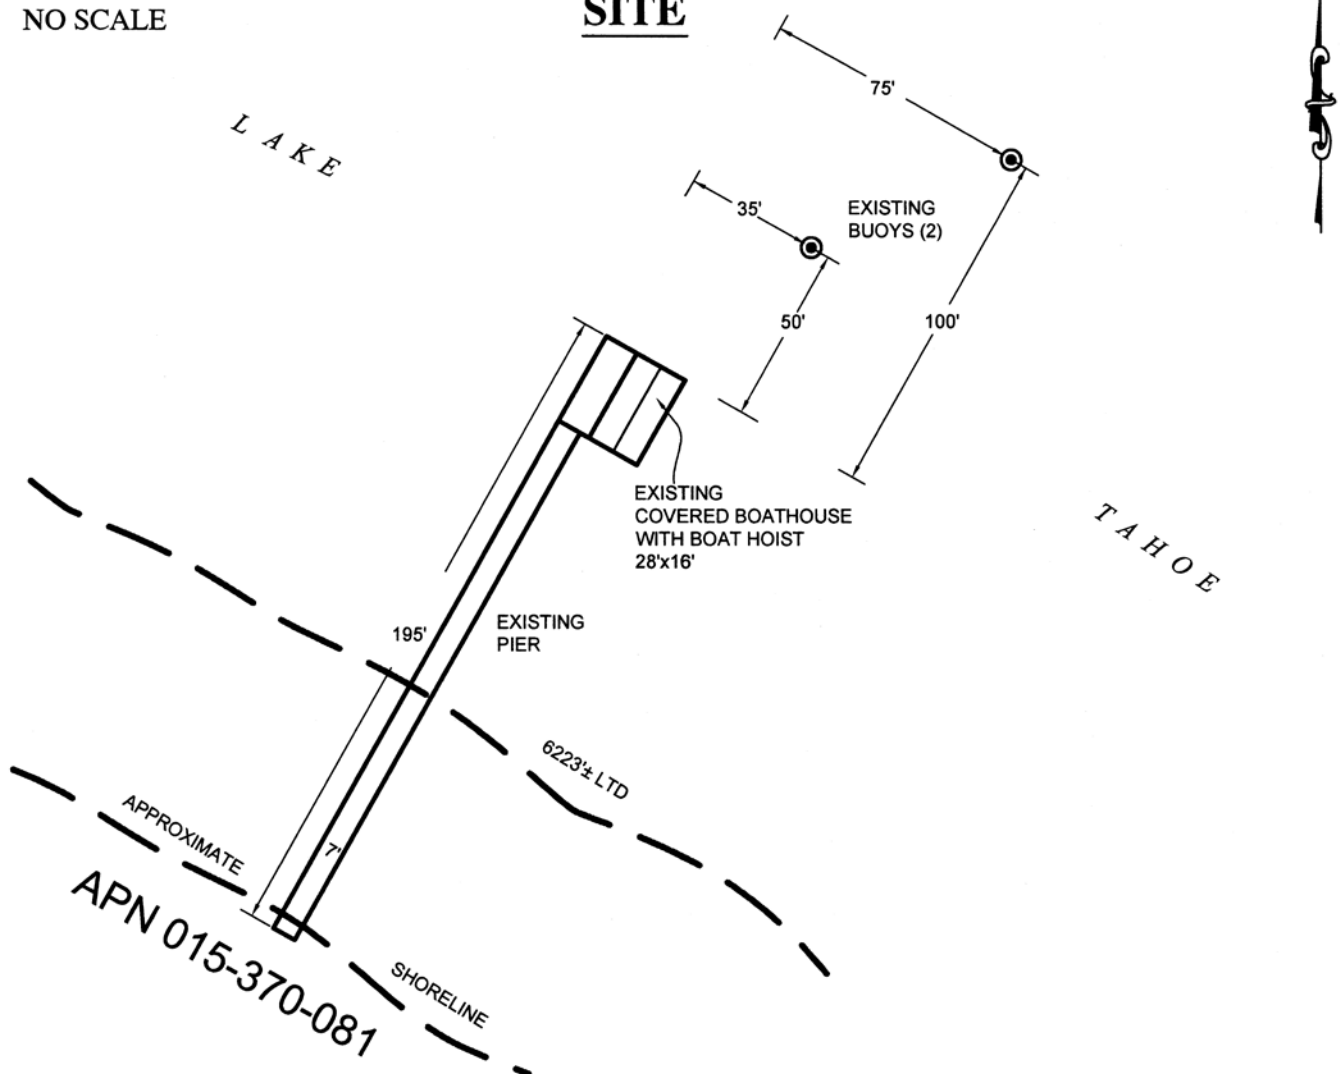 NO SCALE
SITE
75'
LAKE
35'
EXISTING
BUOYS (2)
50'
100'
EXISTING
COVERED BOATHOUSE
WITH BOAT HOIST
28'x16'
TAHOE
195'
EXISTING
PIER
6223'± LTD
APPROXIMATE
7'
APN 015-370-081
SHORELINE